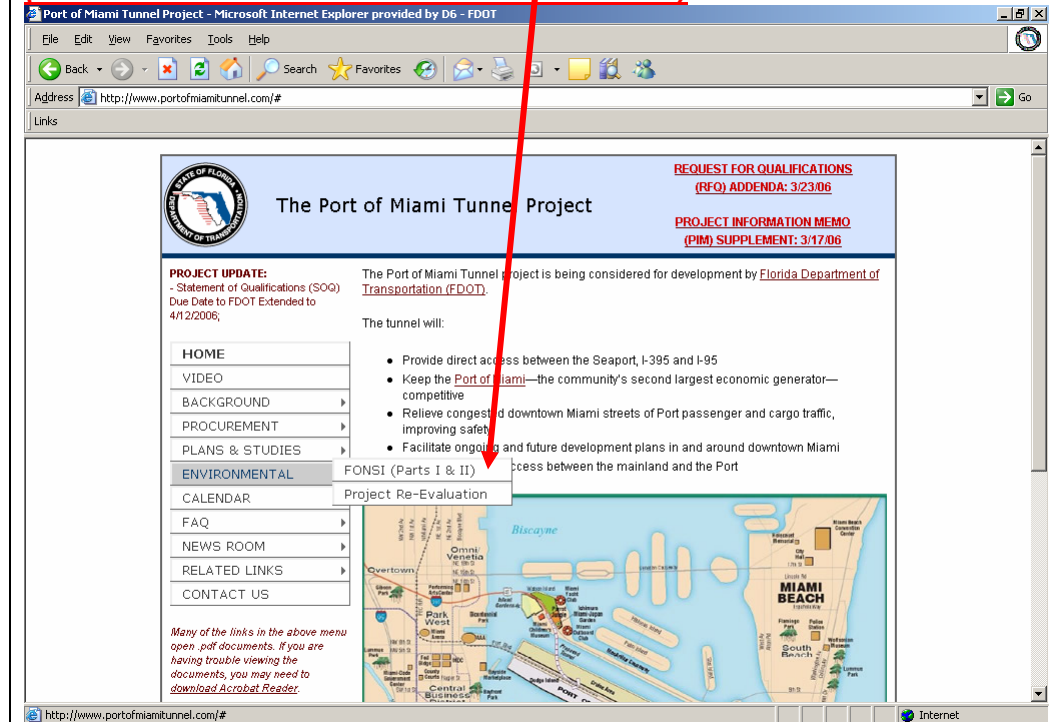 Port of Miami Tunnel Project - Microsoft Internet Explorer provided by D6 - FDOT
File Edit View Favorites Tools Help
Back Search Favorites
Address http://www.portofmiamitunnel.com/# Go
Links
STATE OF FLORIDA
DEPARTMENT OF TRANSPORTATION
The Port of Miami Tunnel Project
REQUEST FOR QUALIFICATIONS
(RFQ) ADDENDA: 3/23/06
PROJECT INFORMATION MEMO
(PIM) SUPPLEMENT: 3/17/06
PROJECT UPDATE:
- Statement of Qualifications (SOQ)
Due Date to FDOT Extended to
4/12/2006;
The Port of Miami Tunnel project is being considered for development by Florida Department of
Transportation (FDOT).
The tunnel will:
• Provide direct access between the Seaport, I-395 and I-95
• Keep the Port of Miami—the community's second largest economic generator—
competitive
• Relieve congested downtown Miami streets of Port passenger and cargo traffic,
improving safety
• Facilitate ongoing and future development plans in and around downtown Miami
access between the mainland and the Port
HOME
VIDEO
BACKGROUND
PROCUREMENT
PLANS & STUDIES
ENVIRONMENTAL
CALENDAR
FAQ
NEWS ROOM
RELATED LINKS
CONTACT US
FONSI (Parts I & II)
Project Re-Evaluation
Many of the links in the above menu
open .pdf documents. If you are
having trouble viewing the
documents, you may need to
download Acrobat Reader.
Biscayne
Omni/
Venetia
Overtown
Park
West
Central
Business
MIAMI
BEACH
South
Beach
http://www.portofmiamitunnel.com/# Internet